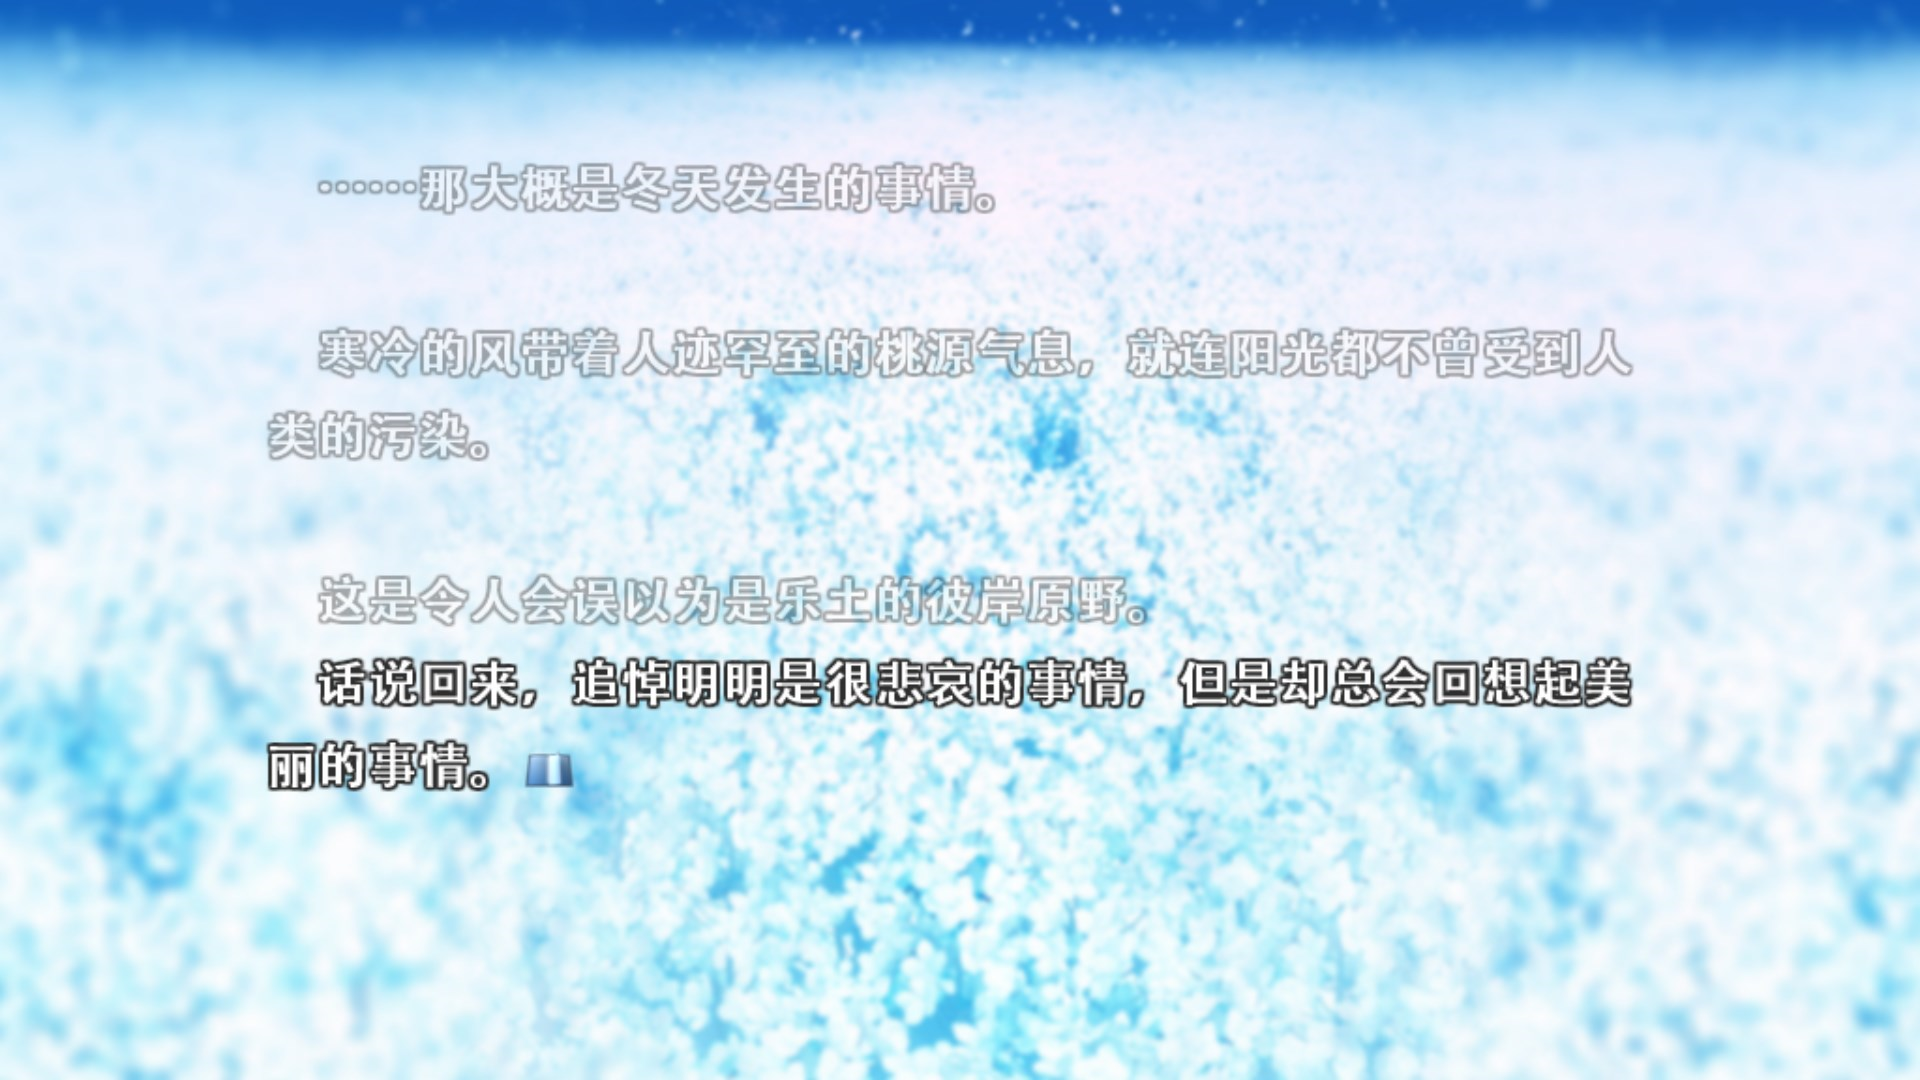 ……那大概是冬天发生的事情。
寒冷的风带着人迹罕至的桃源气息，就连阳光都不曾受到人
类的污染。
这是令人会误以为是乐土的彼岸原野。
话说回来，追悼明明是很悲哀的事情，但是却总会回想起美
丽的事情。